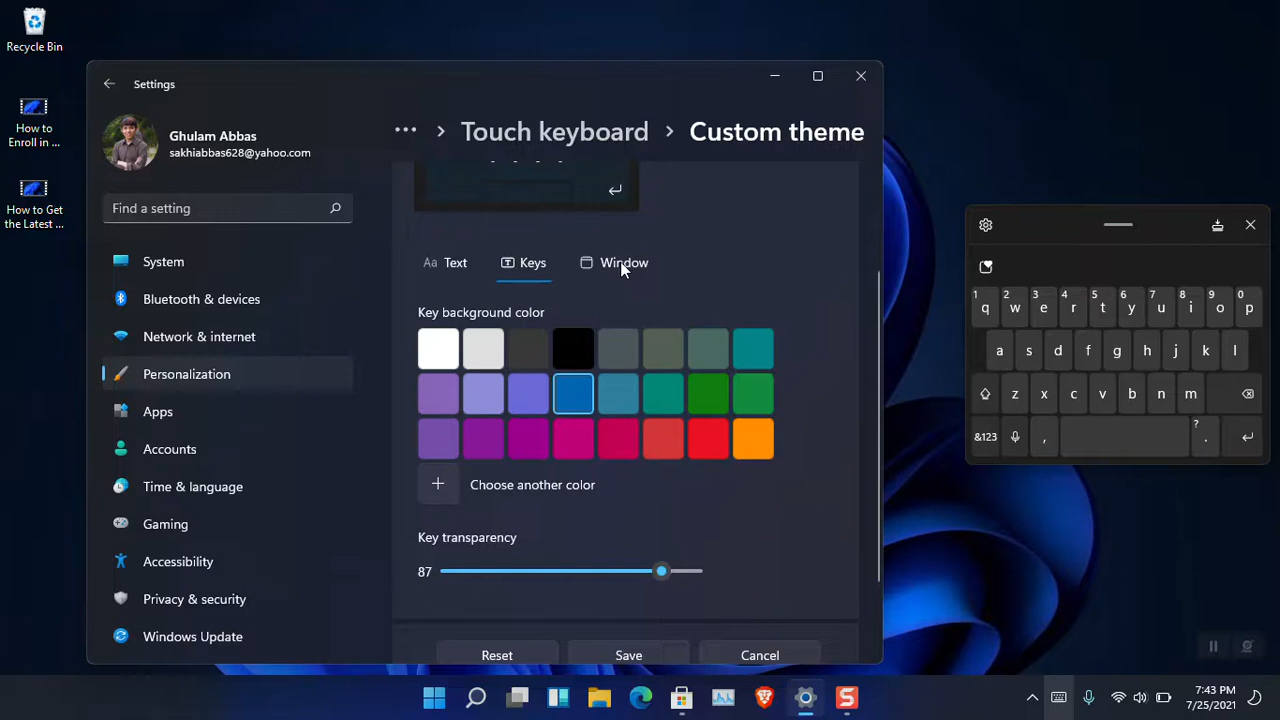 Recycle Bin
How to
Enroll in ...
How to Get
the Latest ...
Settings
Ghulam Abbas
sakhiabbas628@yahoo.com
Find a setting
System
Bluetooth & devices
Network & internet
Personalization
Apps
Accounts
Time & language
Gaming
Accessibility
Privacy & security
Windows Update
... > Touch keyboard > Custom theme
Aa Text Keys Window
Key background color
+ Choose another color
Key transparency
87
Reset Save Cancel
1 2 3 4 5 6 7 8 9 0
q w e r t y u i o p
a s d f g h j k l
z x c v b n m
&123 , ? .
7:43 PM
7/25/2021